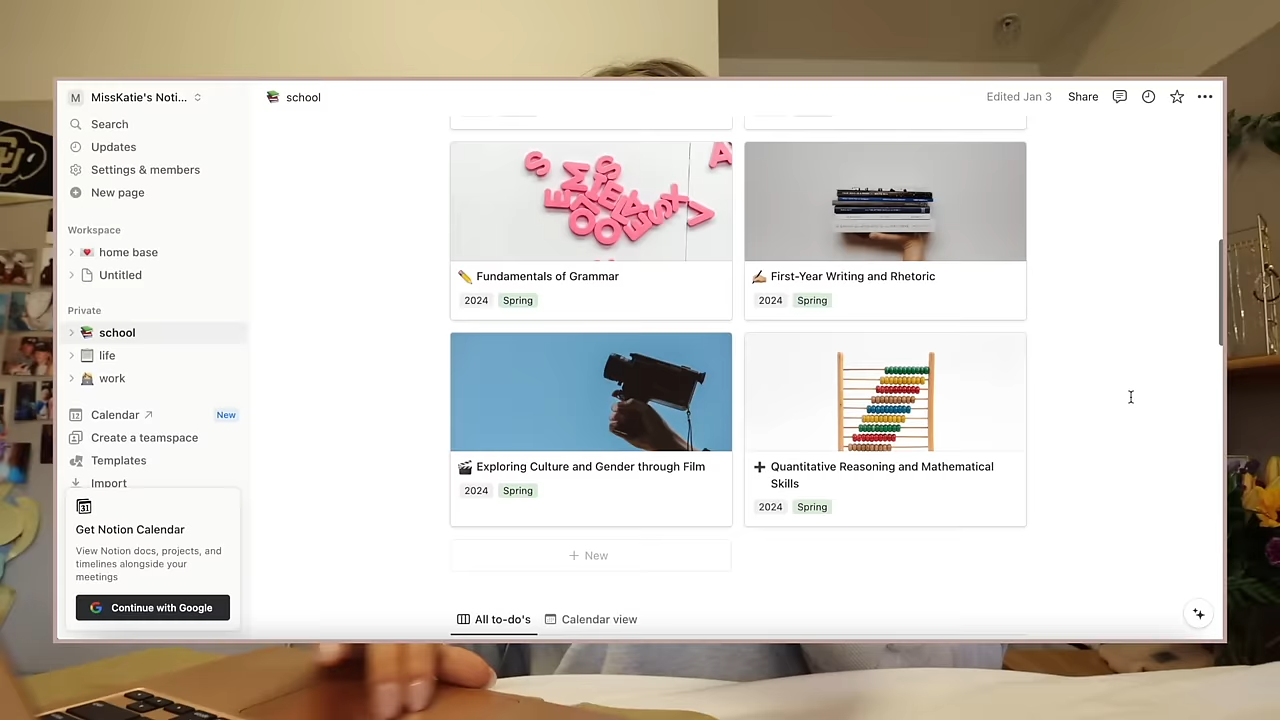 M MissKatie's Noti...
Search
Updates
Settings & members
New page
Workspace
home base
Untitled
Private
school
life
work
12 Calendar New
Create a teamspace
Templates
Import
31
Get Notion Calendar
View Notion docs, projects, and
timelines alongside your
meetings
G Continue with Google
school
Edited Jan 3 Share
Fundamentals of Grammar
2024 Spring
First-Year Writing and Rhetoric
2024 Spring
Exploring Culture and Gender through Film
2024 Spring
Quantitative Reasoning and Mathematical
Skills
2024 Spring
+ New
All to-do's Calendar view
CU